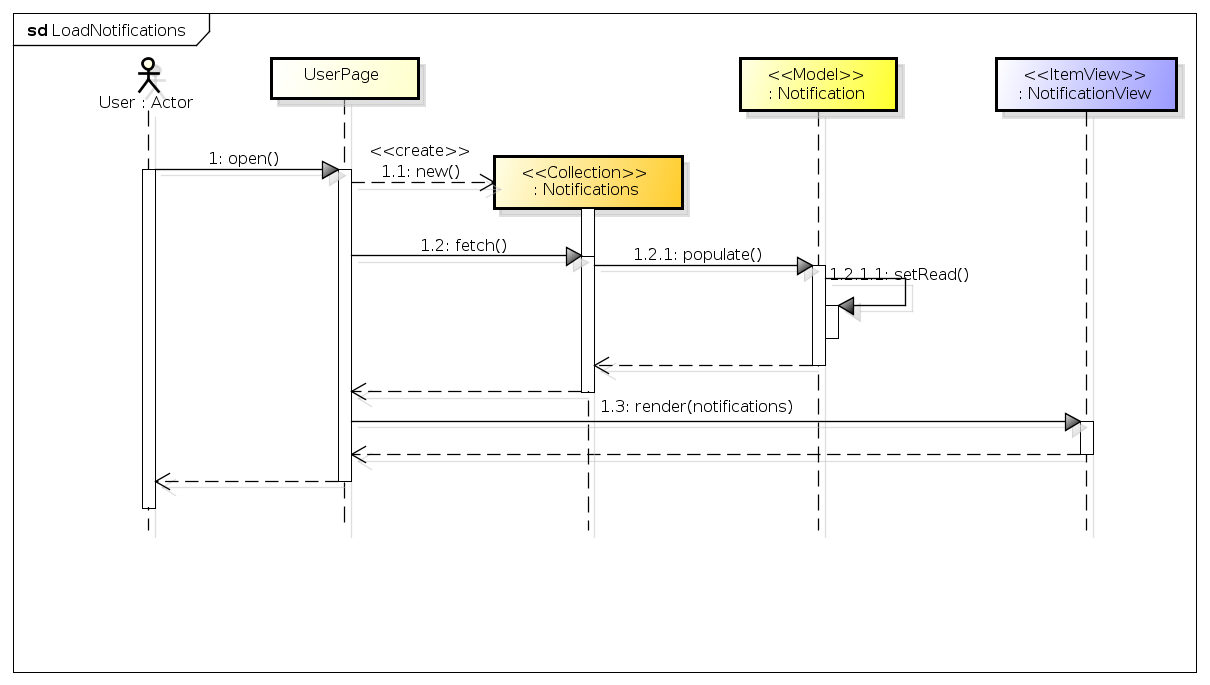 sd LoadNotifications
User : Actor
UserPage
<<Model>>
: Notification
<<ItemView>>
: NotificationView
1: open()
<<create>>
1.1: new()
<<Collection>>
: Notifications
1.2: fetch()
1.2.1: populate()
1.2.1.1: setRead()
1.3: render(notifications)